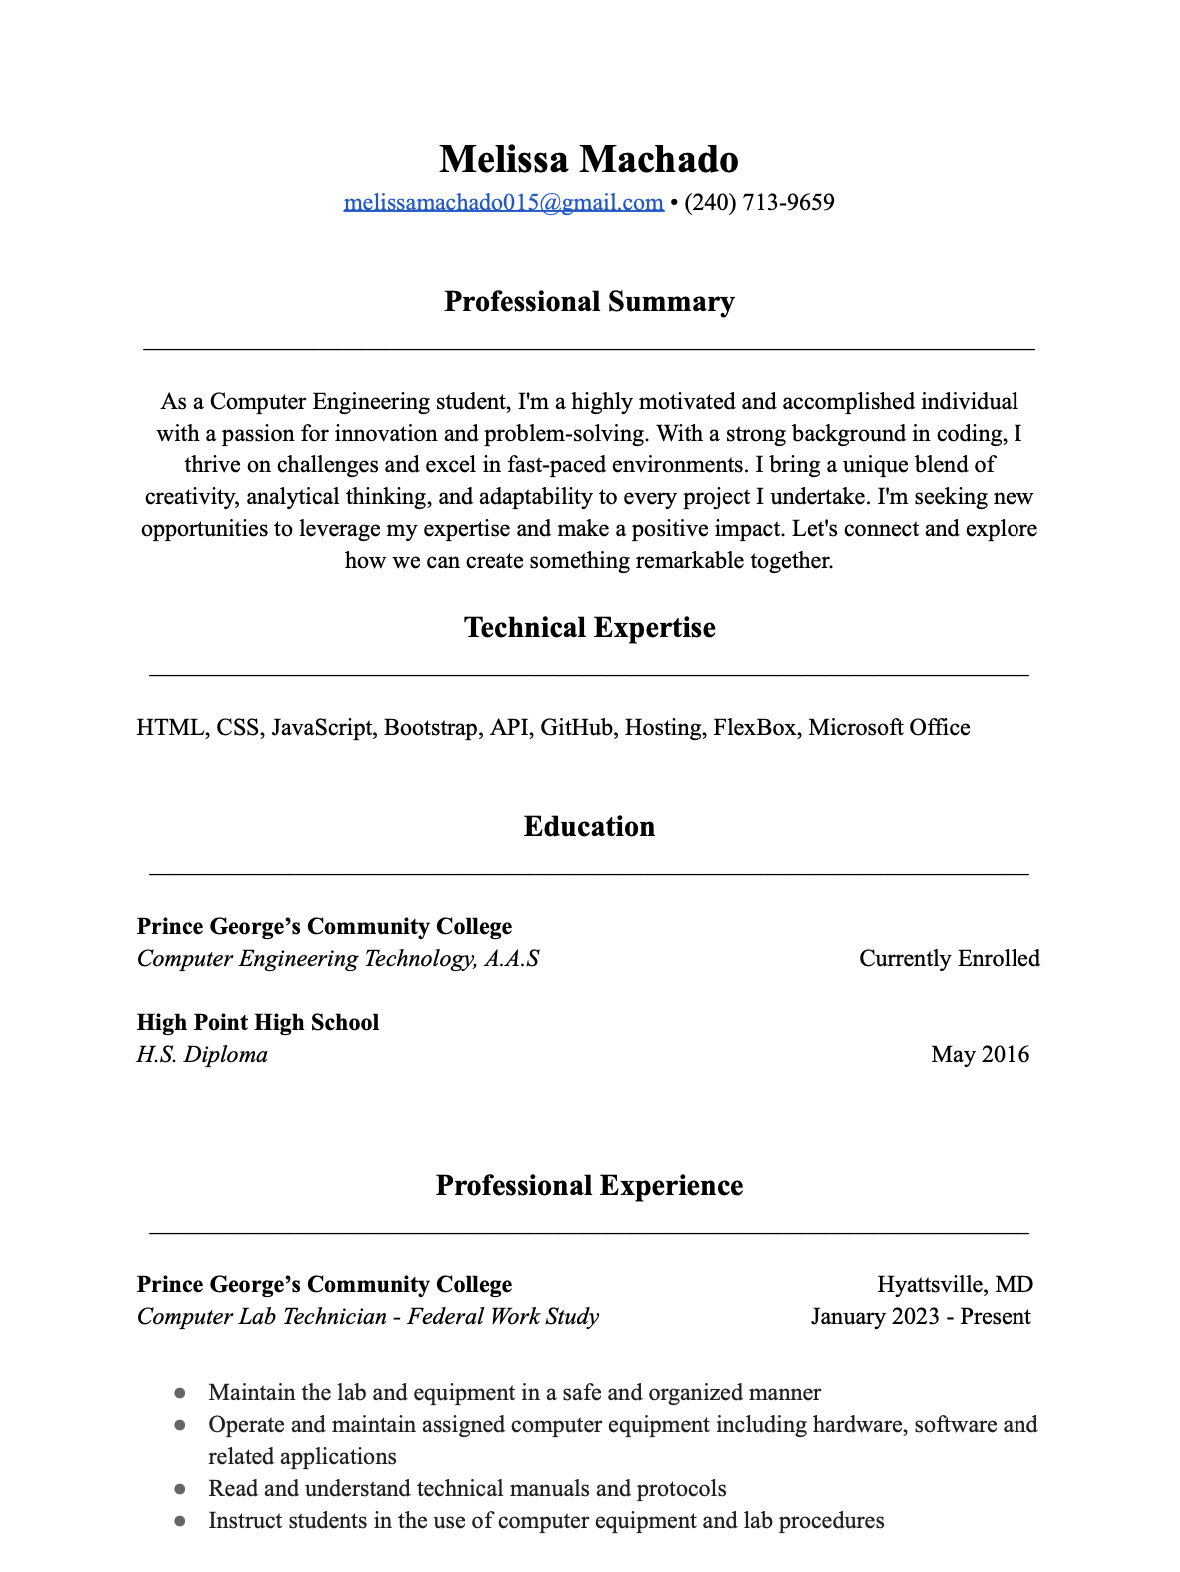 Melissa Machado
melissamachado015@gmail.com • (240) 713-9659
Professional Summary
As a Computer Engineering student, I'm a highly motivated and accomplished individual
with a passion for innovation and problem-solving. With a strong background in coding, I
thrive on challenges and excel in fast-paced environments. I bring a unique blend of
creativity, analytical thinking, and adaptability to every project I undertake. I'm seeking new
opportunities to leverage my expertise and make a positive impact. Let's connect and explore
how we can create something remarkable together.
Technical Expertise
HTML, CSS, JavaScript, Bootstrap, API, GitHub, Hosting, FlexBox, Microsoft Office
Education
Prince George’s Community College
Computer Engineering Technology, A.A.S Currently Enrolled
High Point High School
H.S. Diploma May 2016
Professional Experience
Prince George’s Community College Hyattsville, MD
Computer Lab Technician - Federal Work Study January 2023 - Present
● Maintain the lab and equipment in a safe and organized manner
● Operate and maintain assigned computer equipment including hardware, software and
related applications
● Read and understand technical manuals and protocols
● Instruct students in the use of computer equipment and lab procedures